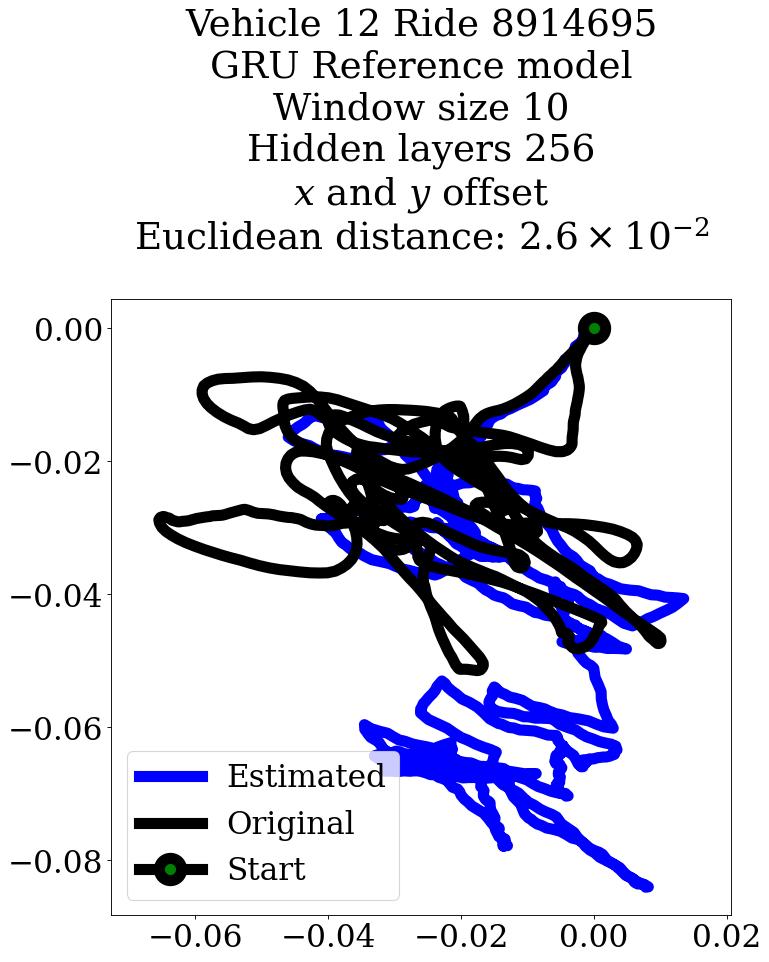 Vehicle 12 Ride 8914695
GRU Reference model
Window size 10
Hidden layers 256
x and y offset
Euclidean distance: 2.6 × 10⁻²
0.00
−0.02
−0.04
−0.06
−0.08
Estimated
Original
Start
−0.06 −0.04 −0.02 0.00 0.02